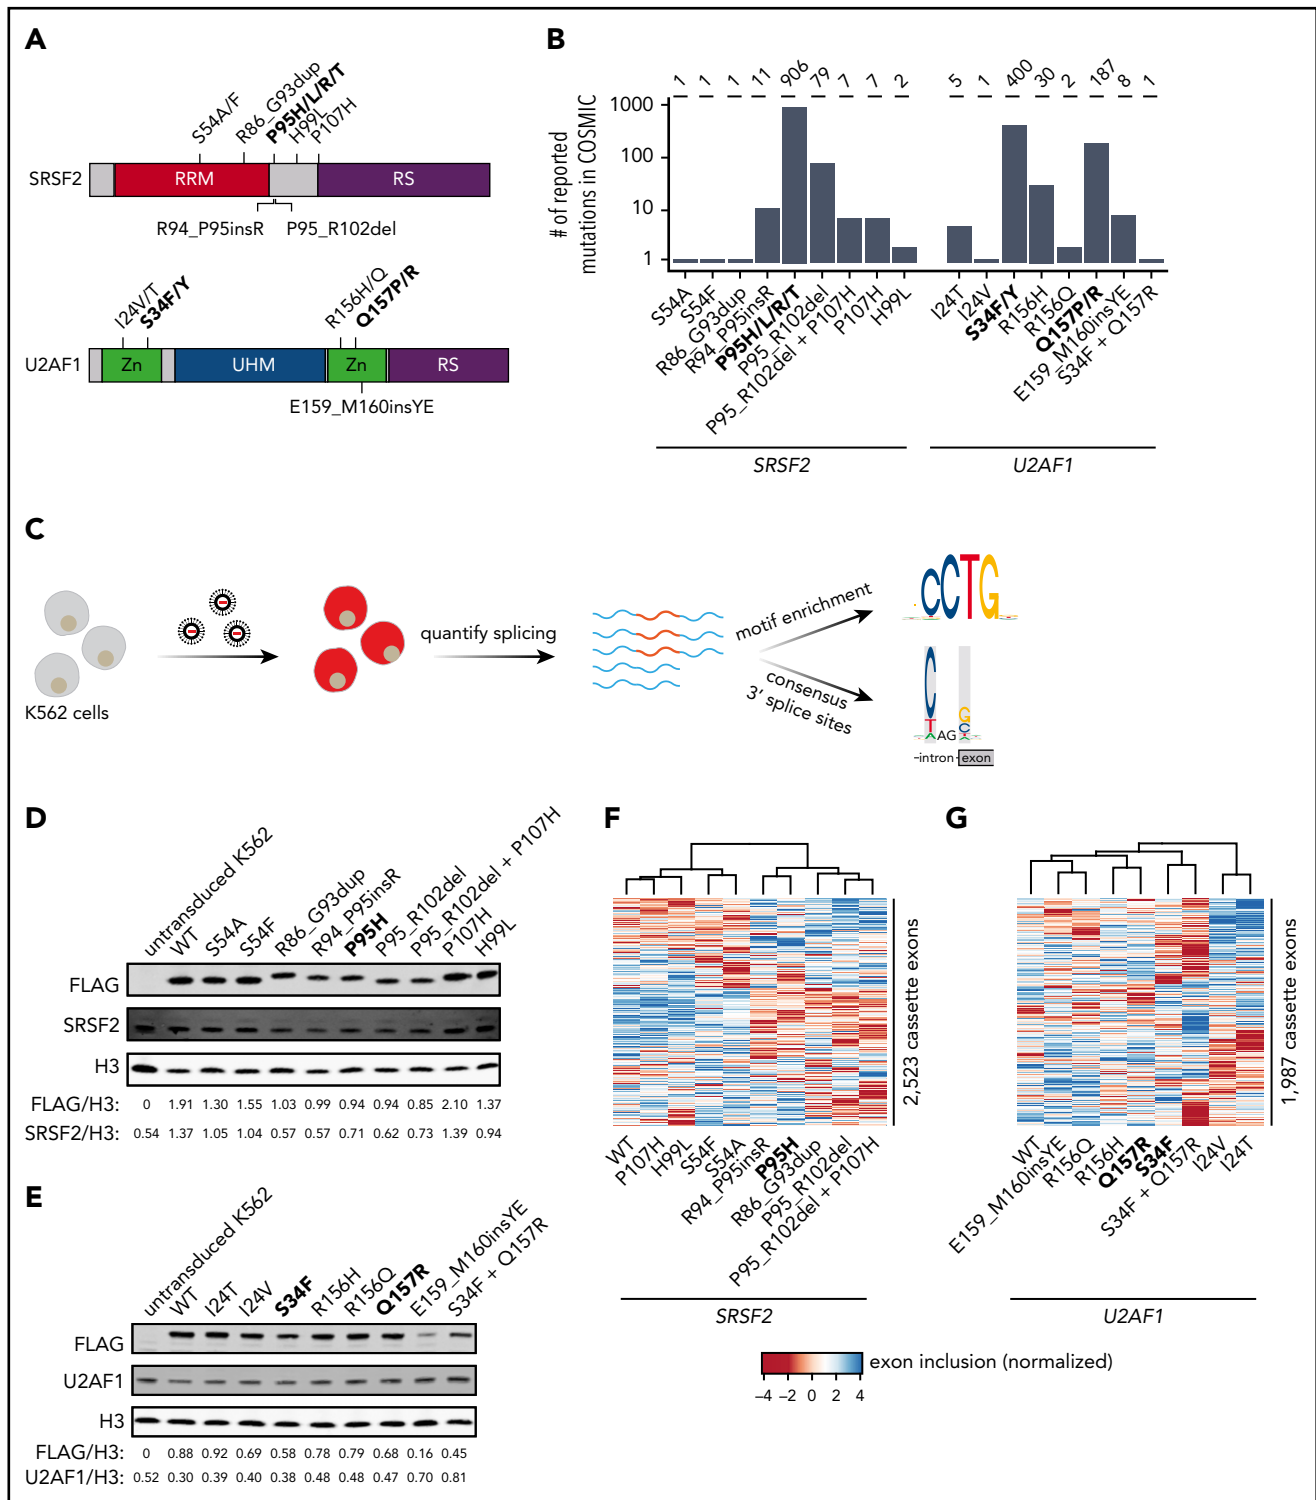 A
S54A/F
R86_G93dup
P95H/L/R/T
H99L
P107H
SRSF2
RRM
RS
R94_P95insR
P95_R102del
I24V/T
S34F/Y
R156H/Q
Q157P/R
U2AF1
Zn
UHM
Zn
RS
E159_M160insYE
B
1
1
1
11
906
79
7
7
2
5
1
400
30
2
187
8
1
# of reported
mutations in COSMIC
1000
100
10
1
S54A
S54F
R86_G93dup
R94_P95insR
P95H/L/R/T
P95_R102del
P95_R102del + P107H
P107H
H99L
I24T
I24V
S34F/Y
R156H
R156Q
Q157P/R
E159_M160insYE
S34F + Q157R
SRSF2
U2AF1
C
K562 cells
quantify splicing
motif enrichment
consensus
3′ splice sites
CCTG
C
T
A
AG
G
C
intron
exon
D
untransduced K562
WT
S54A
S54F
R86_G93dup
R94_P95insR
P95H
P95_R102del
P95_R102del + P107H
P107H
H99L
FLAG
SRSF2
H3
FLAG/H3: 0 1.91 1.30 1.55 1.03 0.99 0.94 0.94 0.85 2.10 1.37
SRSF2/H3: 0.54 1.37 1.05 1.04 0.57 0.57 0.71 0.62 0.73 1.39 0.94
E
untransduced K562
WT
I24T
I24V
S34F
R156H
R156Q
Q157R
E159_M160insYE
S34F + Q157R
FLAG
U2AF1
H3
FLAG/H3: 0 0.88 0.92 0.69 0.58 0.78 0.79 0.68 0.16 0.45
U2AF1/H3: 0.52 0.30 0.39 0.40 0.38 0.48 0.48 0.47 0.70 0.81
F
2,523 cassette exons
WT
P107H
H99L
S54F
S54A
R94_P95insR
P95H
R86_G93dup
P95_R102del
P95_R102del + P107H
SRSF2
G
1,987 cassette exons
WT
E159_M160insYE
R156Q
R156H
Q157R
S34F
S34F + Q157R
I24V
I24T
U2AF1
exon inclusion (normalized)
−4 −2 0 2 4